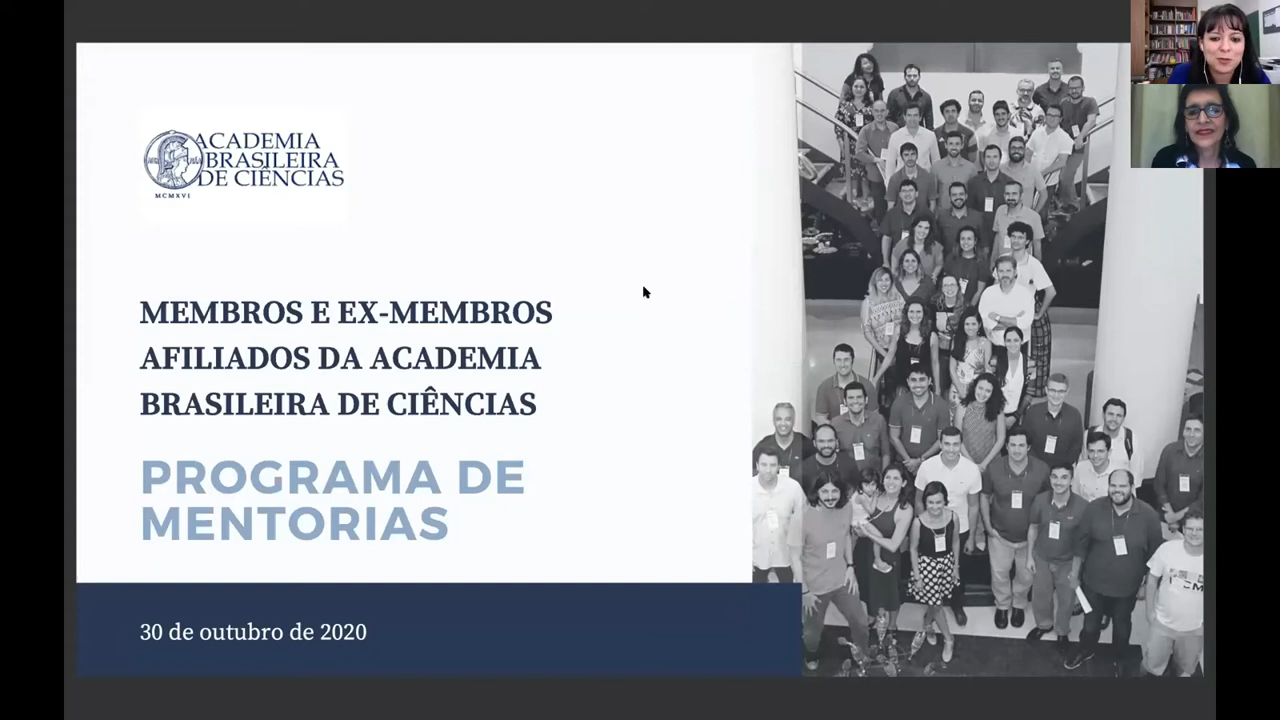 ACADEMIA
BRASILEIRA
DE CIÊNCIAS
MCMXVI
MEMBROS E EX-MEMBROS
AFILIADOS DA ACADEMIA
BRASILEIRA DE CIÊNCIAS
PROGRAMA DE
MENTORIAS
30 de outubro de 2020